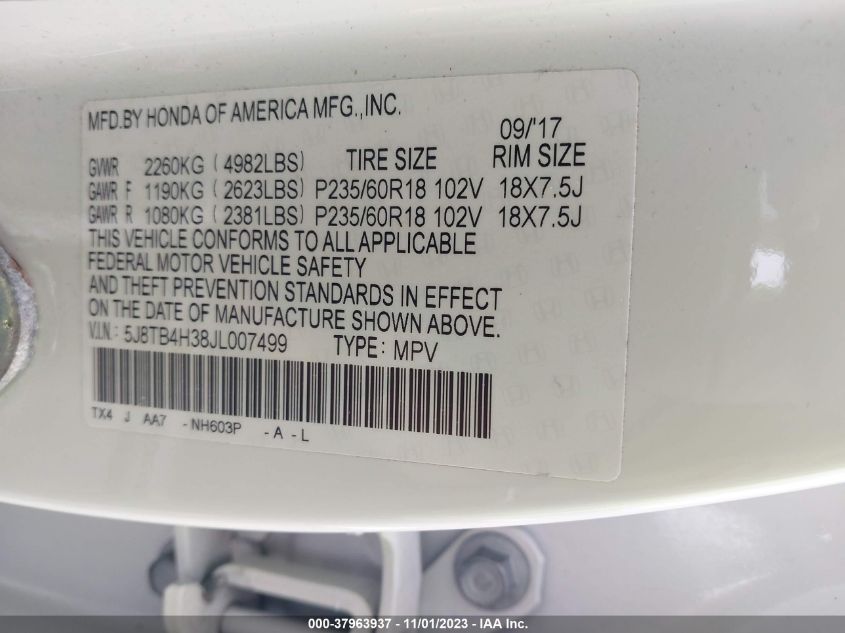 MFD.BY HONDA OF AMERICA MFG.,INC.
09/'17
GVWR 2260KG (4982LBS) TIRE SIZE RIM SIZE
GAWR F 1190KG (2623LBS) P235/60R18 102V 18X7.5J
GAWR R 1080KG (2381LBS) P235/60R18 102V 18X7.5J
THIS VEHICLE CONFORMS TO ALL APPLICABLE
FEDERAL MOTOR VEHICLE SAFETY
AND THEFT PREVENTION STANDARDS IN EFFECT
ON THE DATE OF MANUFACTURE SHOWN ABOVE.
V.I.N.: 5J8TB4H38JL007499 TYPE: MPV
TX4 J AA7 -NH603P -A-L
000-37963937 - 11/01/2023 - IAA Inc.